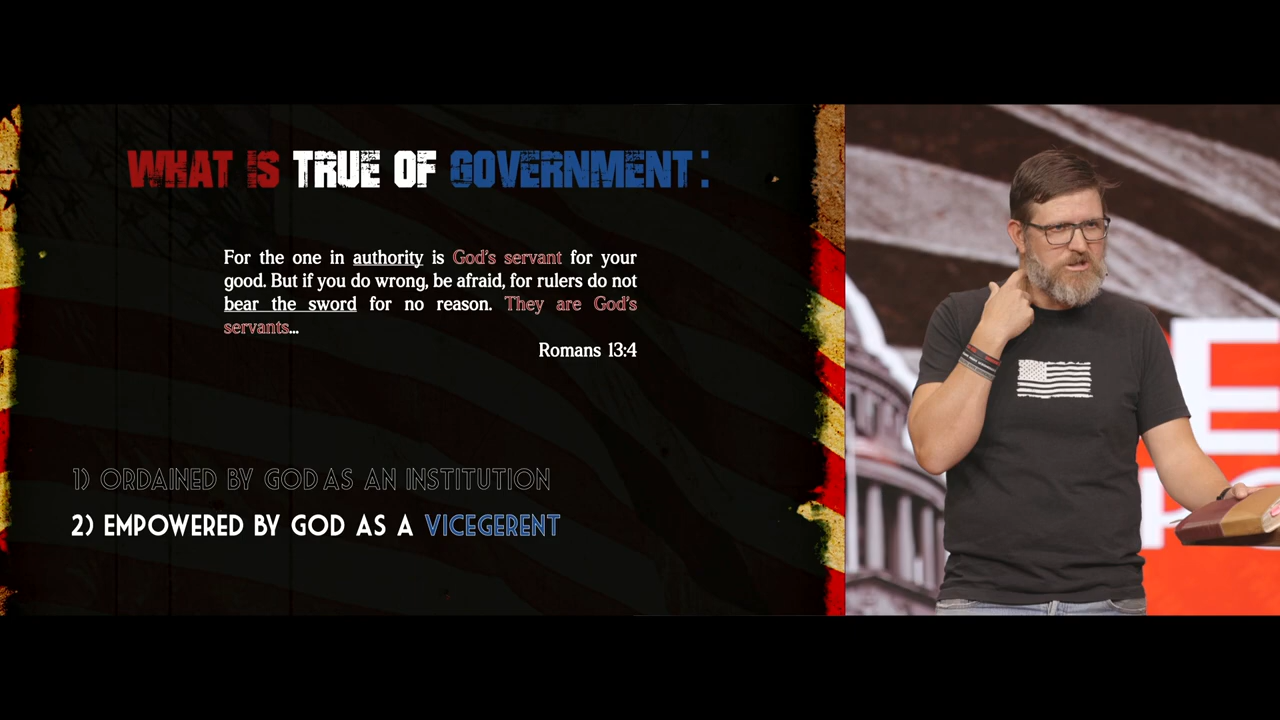 WHAT IS TRUE OF GOVERNMENT:
For the one in authority is God's servant for your
good. But if you do wrong, be afraid, for rulers do not
bear the sword for no reason. They are God's
servants...
Romans 13:4
1) ORDAINED BY GOD AS AN INSTITUTION
2) EMPOWERED BY GOD AS A VICEGERENT